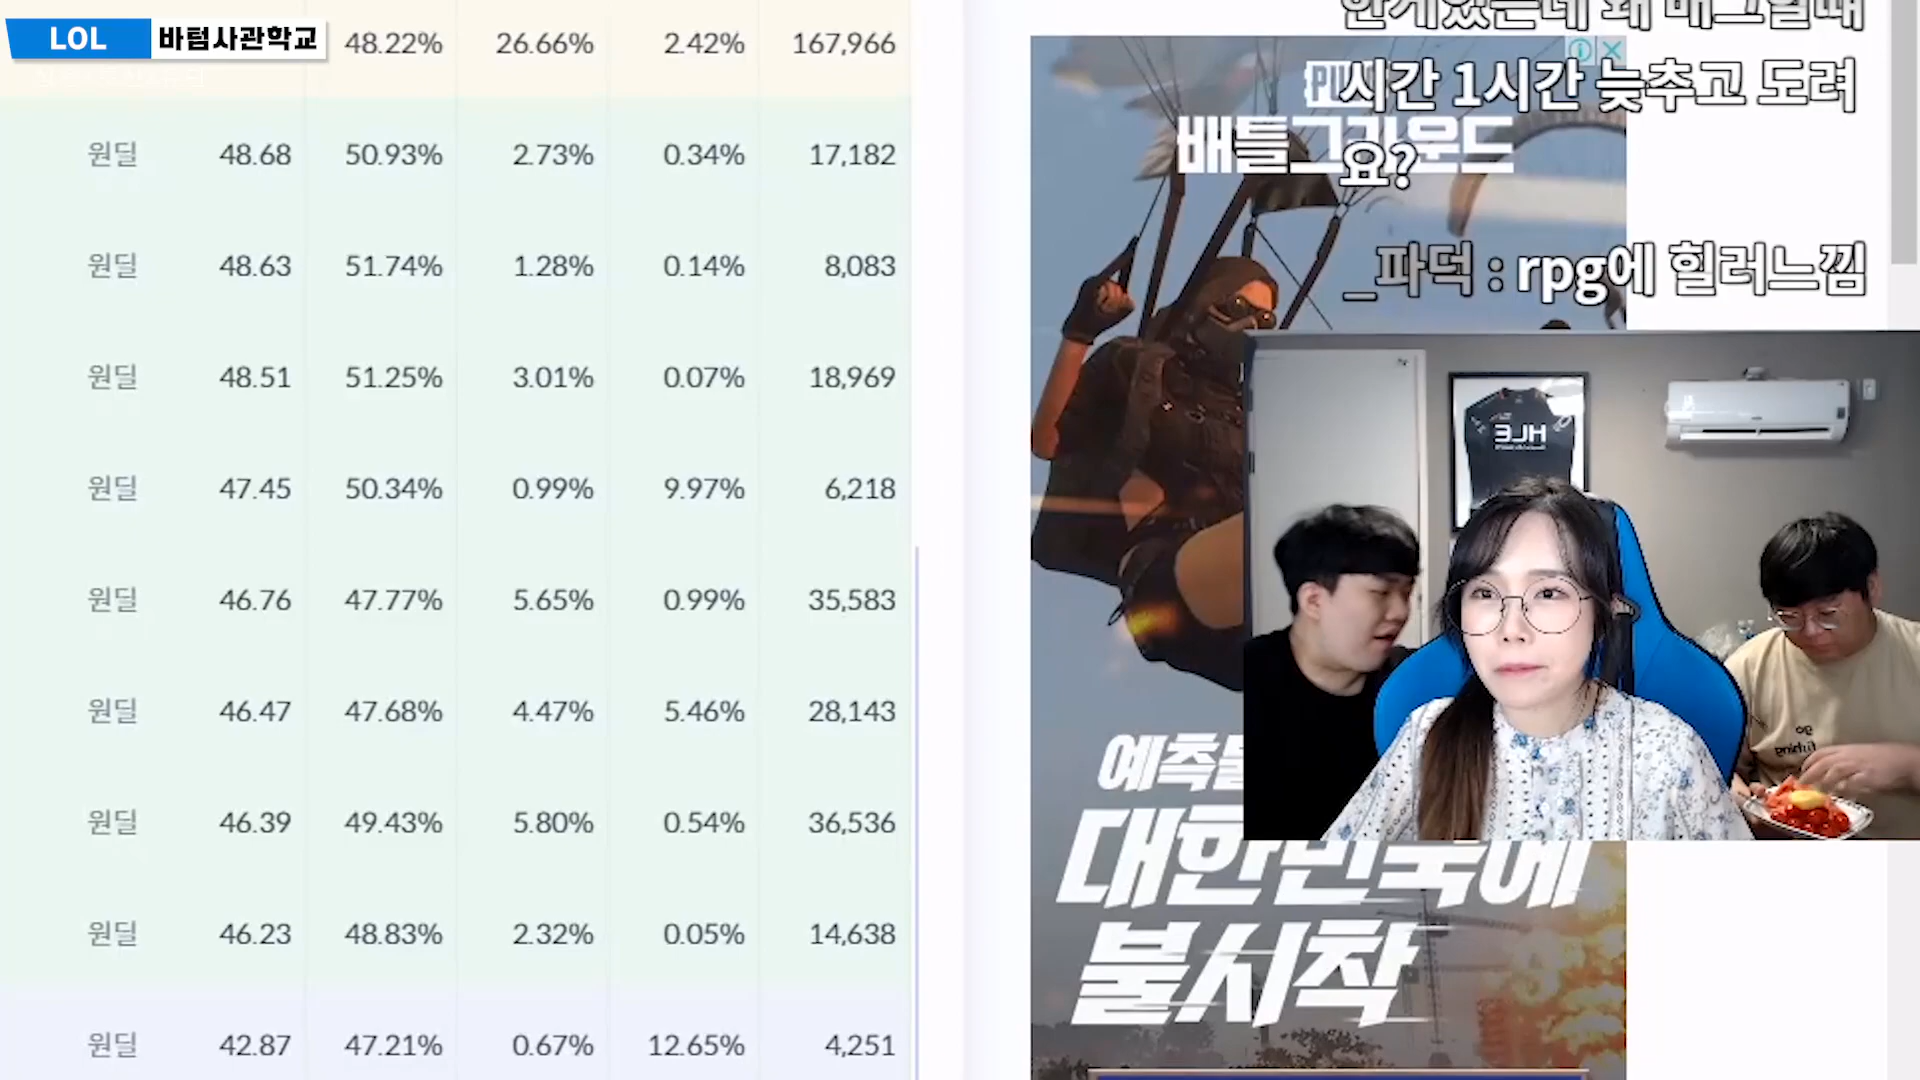 LOL 바텀사관학교
48.22% 26.66% 2.42% 167,966
원딜 48.68 50.93% 2.73% 0.34% 17,182
원딜 48.63 51.74% 1.28% 0.14% 8,083
원딜 48.51 51.25% 3.01% 0.07% 18,969
원딜 47.45 50.34% 0.99% 9.97% 6,218
원딜 46.76 47.77% 5.65% 0.99% 35,583
원딜 46.47 47.68% 4.47% 5.46% 28,143
원딜 46.39 49.43% 5.80% 0.54% 36,536
원딜 46.23 48.83% 2.32% 0.05% 14,638
원딜 42.87 47.21% 0.67% 12.65% 4,251
시간 1시간 늦추고 도려
요?
_파덕 : rpg에 힐러느낌
배틀그라운드
HLE
go
fishing
대한민국에
불시착